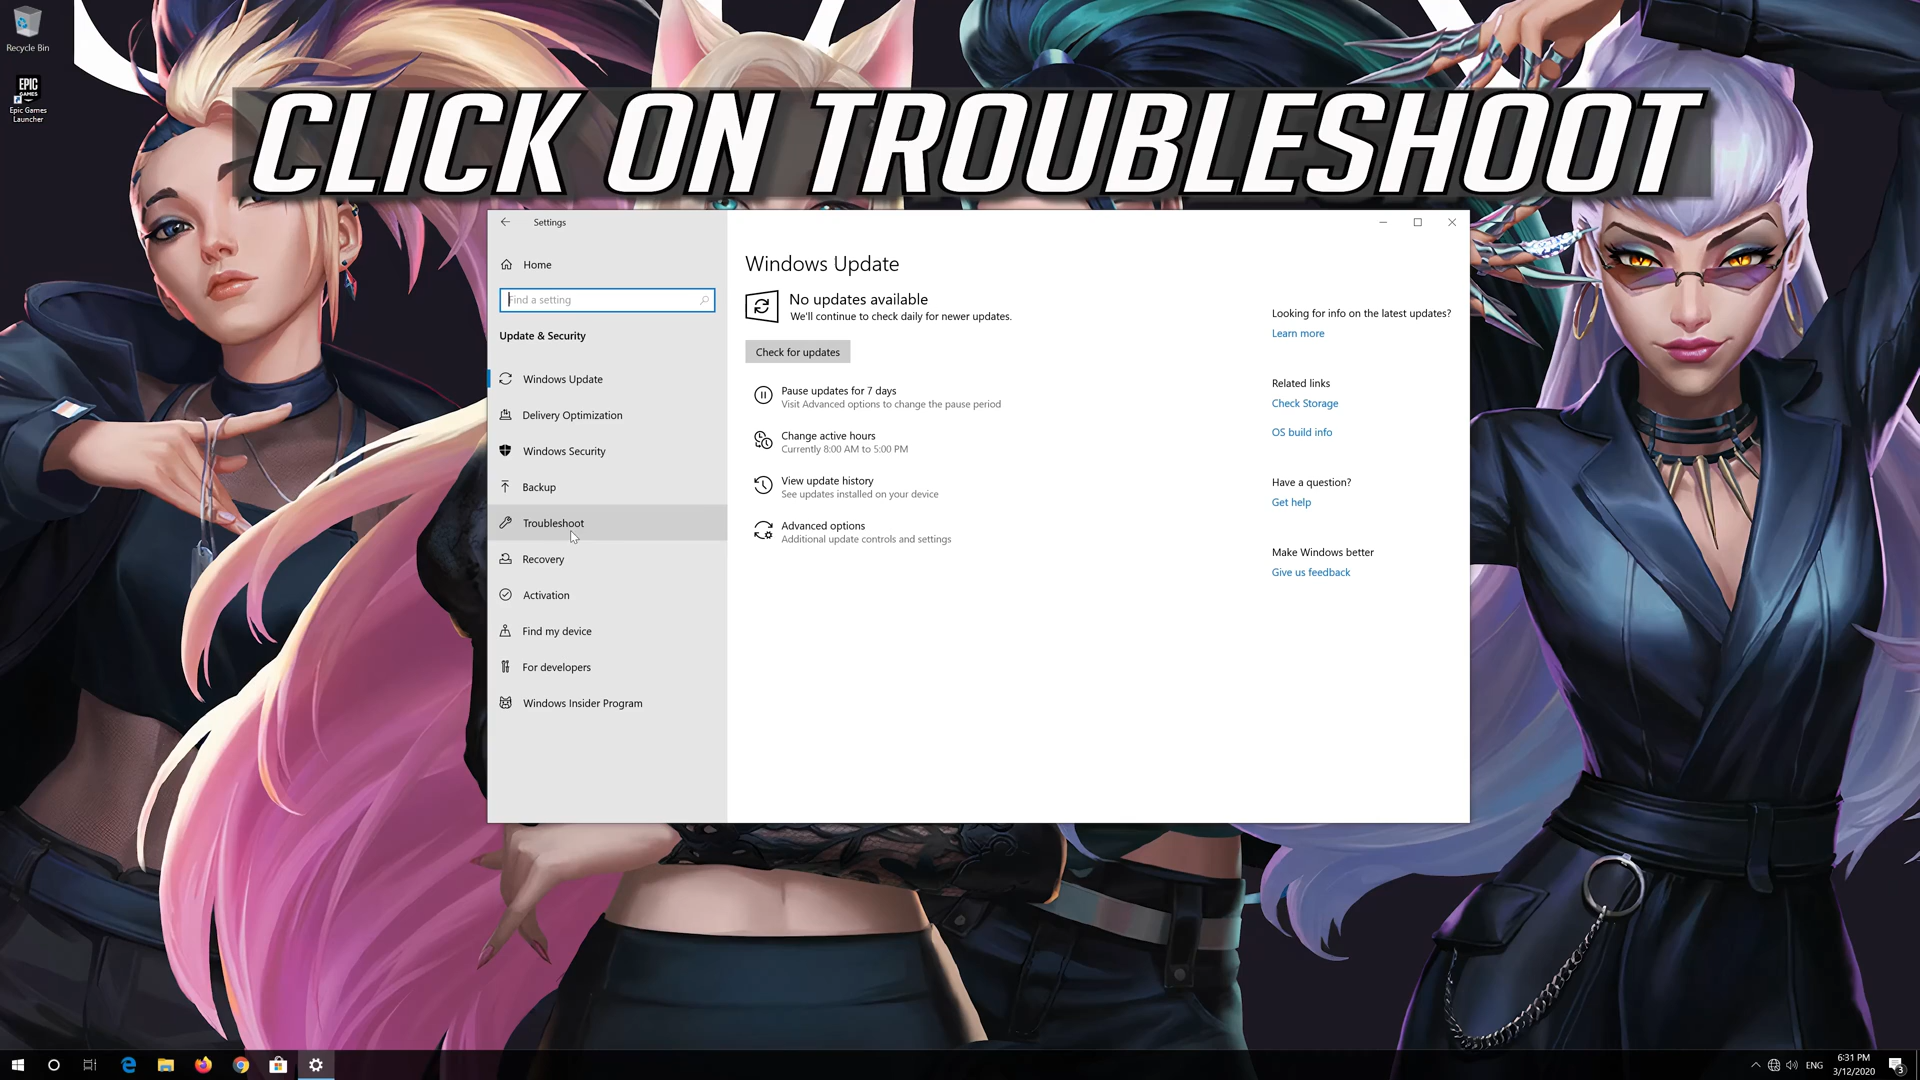 Recycle Bin
EPIC
GAMES
Epic Games
Launcher
CLICK ON TROUBLESHOOT
Settings
Home
Find a setting
Update & Security
Windows Update
Delivery Optimization
Windows Security
Backup
Troubleshoot
Recovery
Activation
Find my device
For developers
Windows Insider Program
Windows Update
No updates available
We'll continue to check daily for newer updates.
Check for updates
Pause updates for 7 days
Visit Advanced options to change the pause period
Change active hours
Currently 8:00 AM to 5:00 PM
View update history
See updates installed on your device
Advanced options
Additional update controls and settings
Looking for info on the latest updates?
Learn more
Related links
Check Storage
OS build info
Have a question?
Get help
Make Windows better
Give us feedback
ENG
6:31 PM
3/12/2020
3